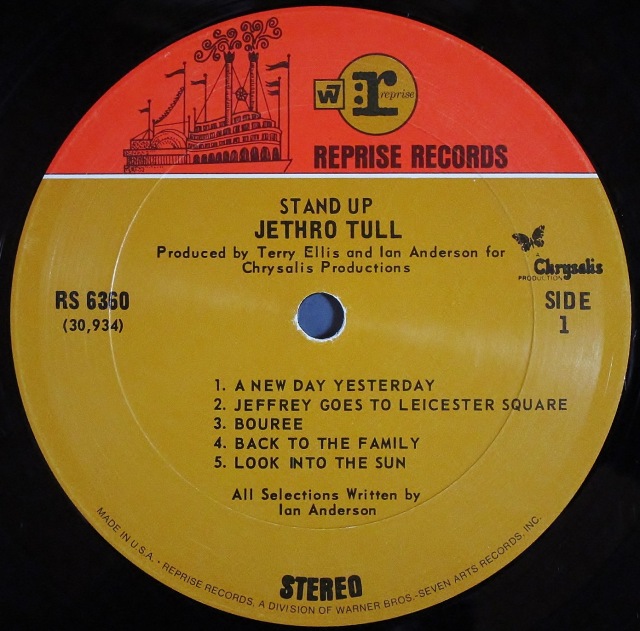 W7 r reprise
REPRISE RECORDS
STAND UP
JETHRO TULL
Produced by Terry Ellis and Ian Anderson for
Chrysalis Productions
A
Chrysalis
PRODUCTION
RS 6360
(30,934)
SIDE
1
1. A NEW DAY YESTERDAY
2. JEFFREY GOES TO LEICESTER SQUARE
3. BOUREE
4. BACK TO THE FAMILY
5. LOOK INTO THE SUN
All Selections Written by
Ian Anderson
STEREO
MADE IN U.S.A. • REPRISE RECORDS, A DIVISION OF WARNER BROS.-SEVEN ARTS RECORDS, INC.